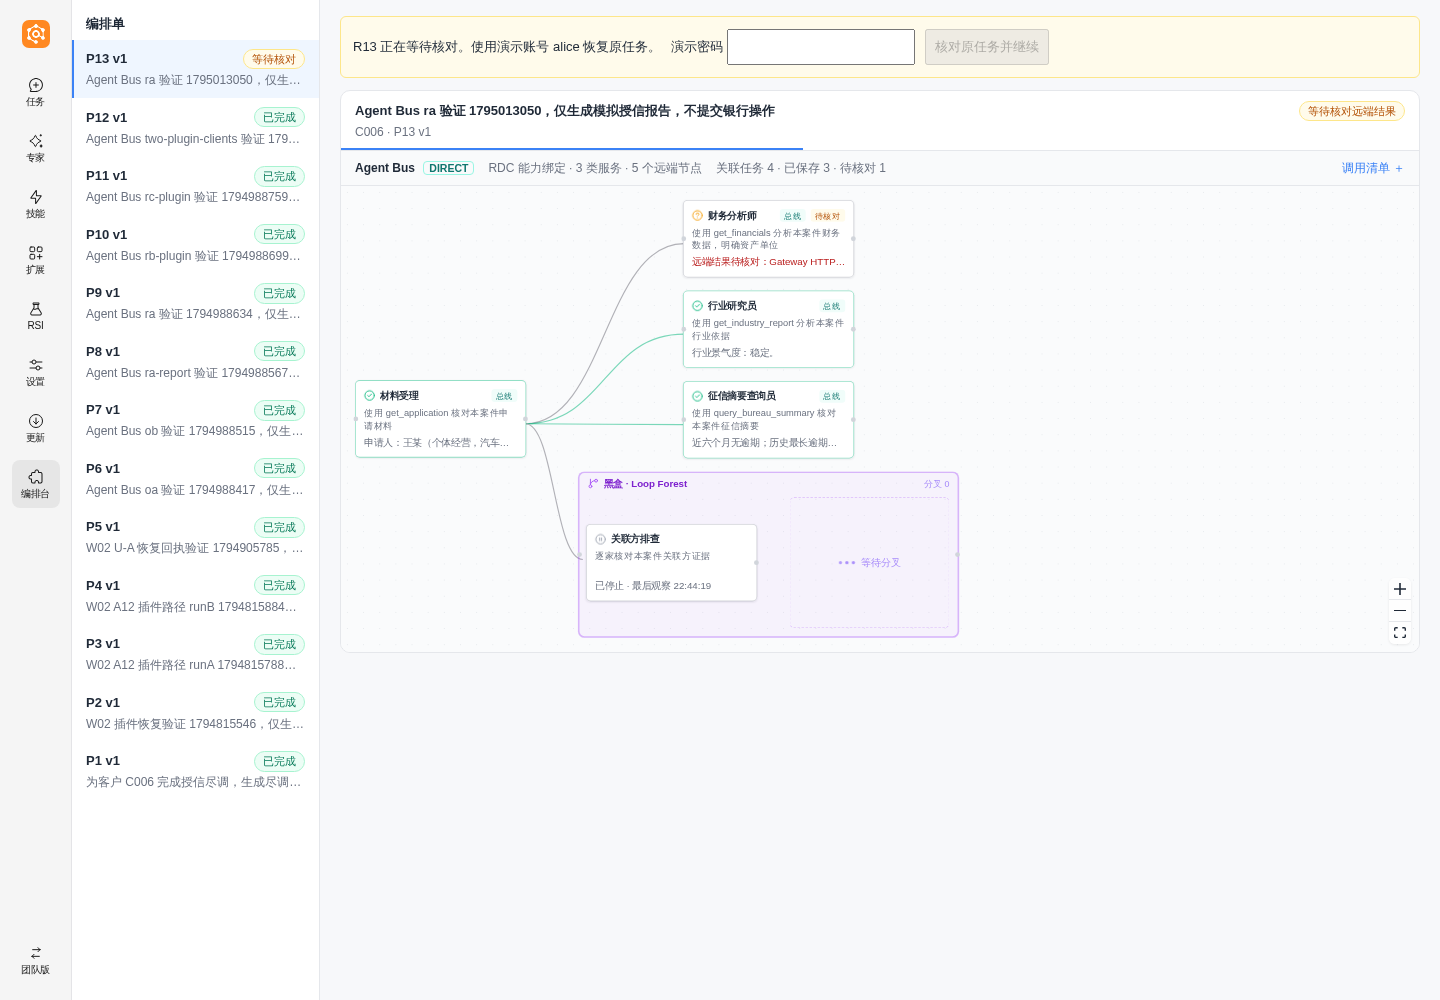 任务
专家
技能
扩展
RSI
设置
更新
编排台
团队版
编排单
P13 v1 等待核对
Agent Bus ra 验证 1795013050，仅生…
P12 v1 已完成
Agent Bus two-plugin-clients 验证 179…
P11 v1 已完成
Agent Bus rc-plugin 验证 1794988759…
P10 v1 已完成
Agent Bus rb-plugin 验证 1794988699…
P9 v1 已完成
Agent Bus ra 验证 1794988634，仅生…
P8 v1 已完成
Agent Bus ra-report 验证 1794988567…
P7 v1 已完成
Agent Bus ob 验证 1794988515，仅生…
P6 v1 已完成
Agent Bus oa 验证 1794988417，仅生…
P5 v1 已完成
W02 U-A 恢复回执验证 1794905785，…
P4 v1 已完成
W02 A12 插件路径 runB 1794815884…
P3 v1 已完成
W02 A12 插件路径 runA 1794815788…
P2 v1 已完成
W02 插件恢复验证 1794815546，仅生…
P1 v1 已完成
为客户 C006 完成授信尽调，生成尽调…
R13 正在等待核对。使用演示账号 alice 恢复原任务。 演示密码 核对原任务并继续
Agent Bus ra 验证 1795013050，仅生成模拟授信报告，不提交银行操作 等待核对远端结果
C006 · P13 v1
Agent Bus DIRECT RDC 能力绑定 · 3 类服务 · 5 个远端节点 关联任务 4 · 已保存 3 · 待核对 1 调用清单 ＋
财务分析师 总线 待核对
使用 get_financials 分析本案件财务
数据，明确资产单位
远端结果待核对：Gateway HTTP…
行业研究员 总线
使用 get_industry_report 分析本案件
行业依据
行业景气度：稳定。
材料受理 总线
使用 get_application 核对本案件申
请材料
申请人：王某（个体经营，汽车…
征信摘要查询员 总线
使用 query_bureau_summary 核对
本案件征信摘要
近六个月无逾期；历史最长逾期…
黑盒 · Loop Forest 分叉 0
关联方排查
逐家核对本案件关联方证据
已停止 · 最后观察 22:44:19
等待分叉